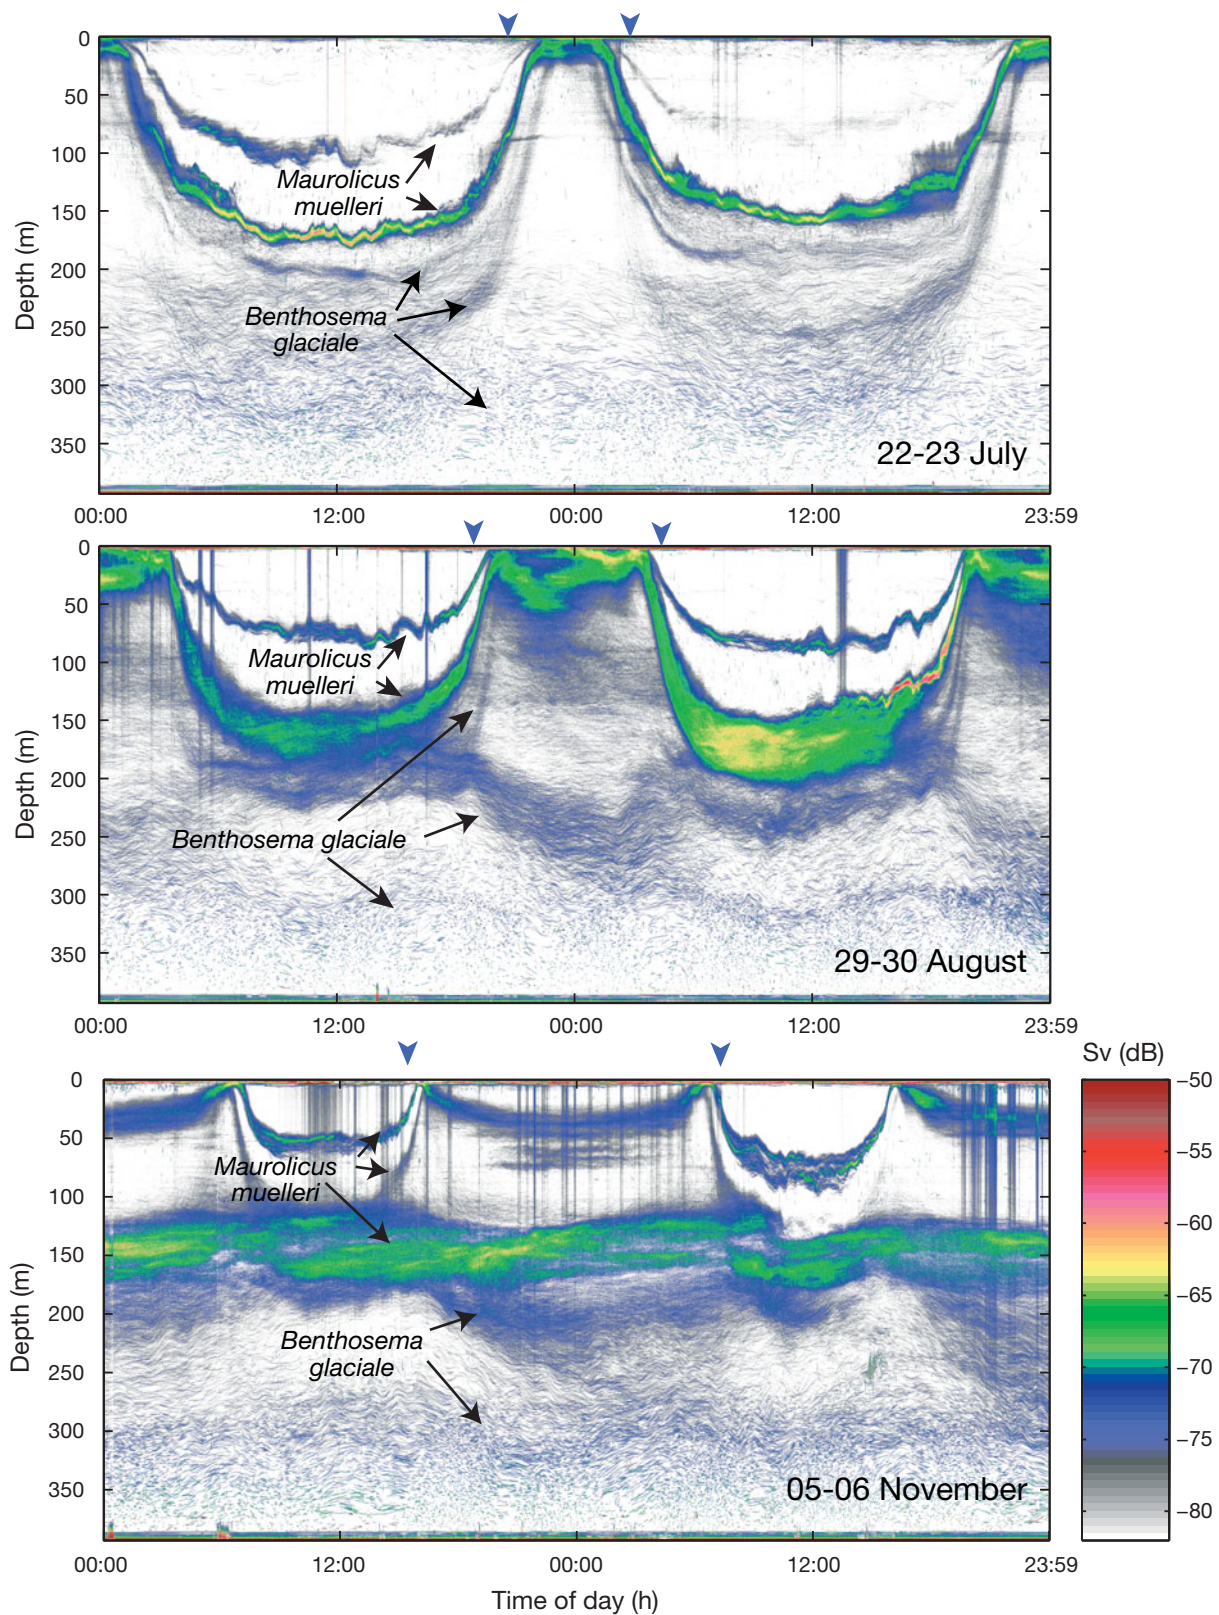 0
50
100
150
200
250
300
350
Depth (m)
Maurolicus
muelleri
Benthosema
glaciale
22-23 July
00:00
12:00
00:00
12:00
23:59
0
50
100
150
200
250
300
350
Depth (m)
Maurolicus
muelleri
Benthosema glaciale
29-30 August
00:00
12:00
00:00
12:00
23:59
0
50
100
150
200
250
300
350
Depth (m)
Maurolicus
muelleri
Benthosema
glaciale
05-06 November
00:00
12:00
00:00
12:00
23:59
Time of day (h)
Sv (dB)
–50
–55
–60
–65
–70
–75
–80